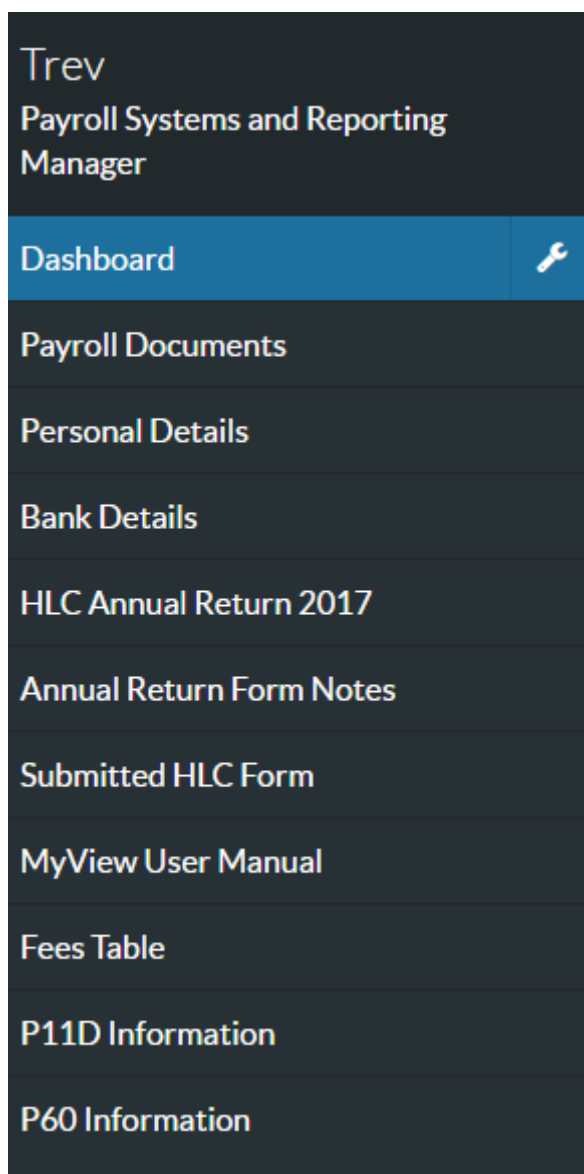 Trev
Payroll Systems and Reporting
Manager
Dashboard
Payroll Documents
Personal Details
Bank Details
HLC Annual Return 2017
Annual Return Form Notes
Submitted HLC Form
MyView User Manual
Fees Table
P11D Information
P60 Information